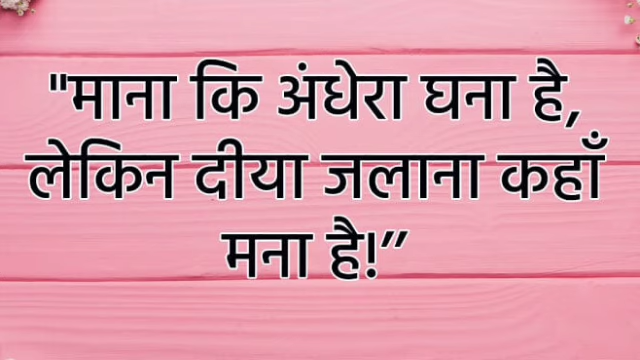 "माना कि अंधेरा घना है,
लेकिन दीया जलाना कहाँ
मना है!”